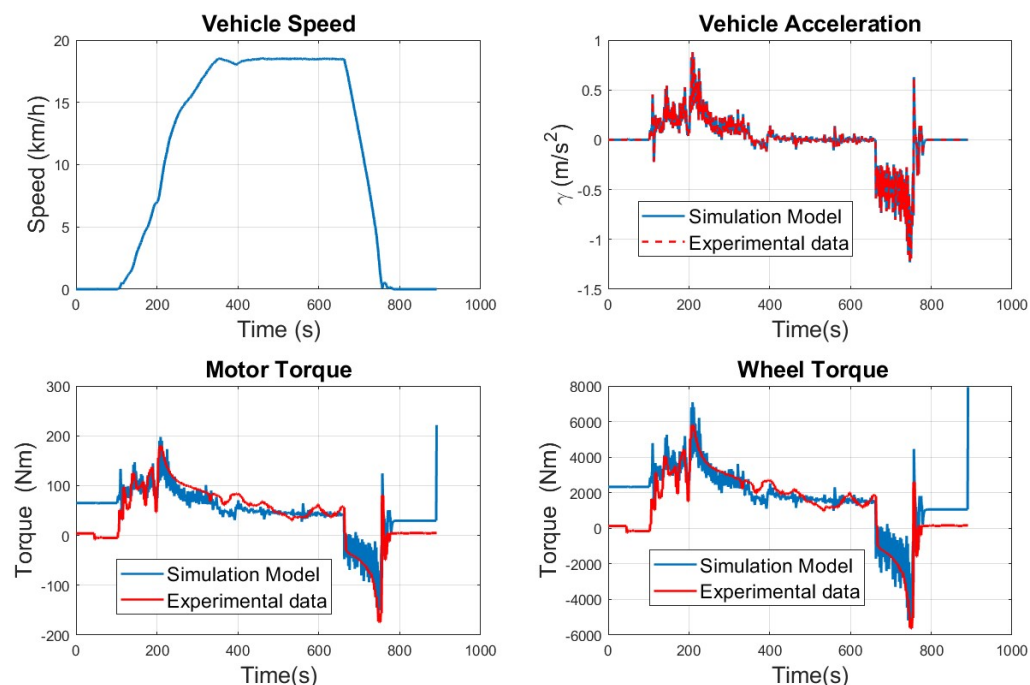 Vehicle Speed
20
15
10
5
0
Speed (km/h)
0 200 400 600 800 1000
Time (s)
Vehicle Acceleration
1
0.5
0
-0.5
-1
-1.5
γ (m/s²)
Simulation Model
Experimental data
0 200 400 600 800 1000
Time(s)
Motor Torque
300
200
100
0
-100
-200
Torque (Nm)
Simulation Model
Experimental data
0 200 400 600 800 1000
Time(s)
Wheel Torque
8000
6000
4000
2000
0
-2000
-4000
-6000
Torque (Nm)
Simulation Model
Experimental data
0 200 400 600 800 1000
Time(s)